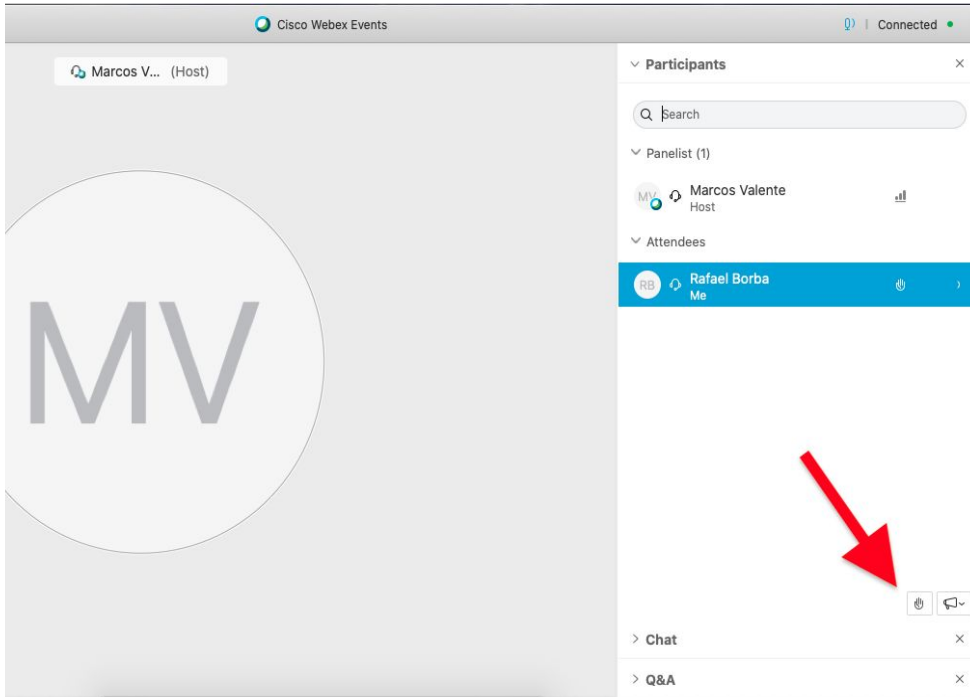 Cisco Webex Events
Connected
Marcos V... (Host)
MV
Participants
Search
Panelist (1)
MV
Marcos Valente
Host
Attendees
RB
Rafael Borba
Me
Chat
Q&A